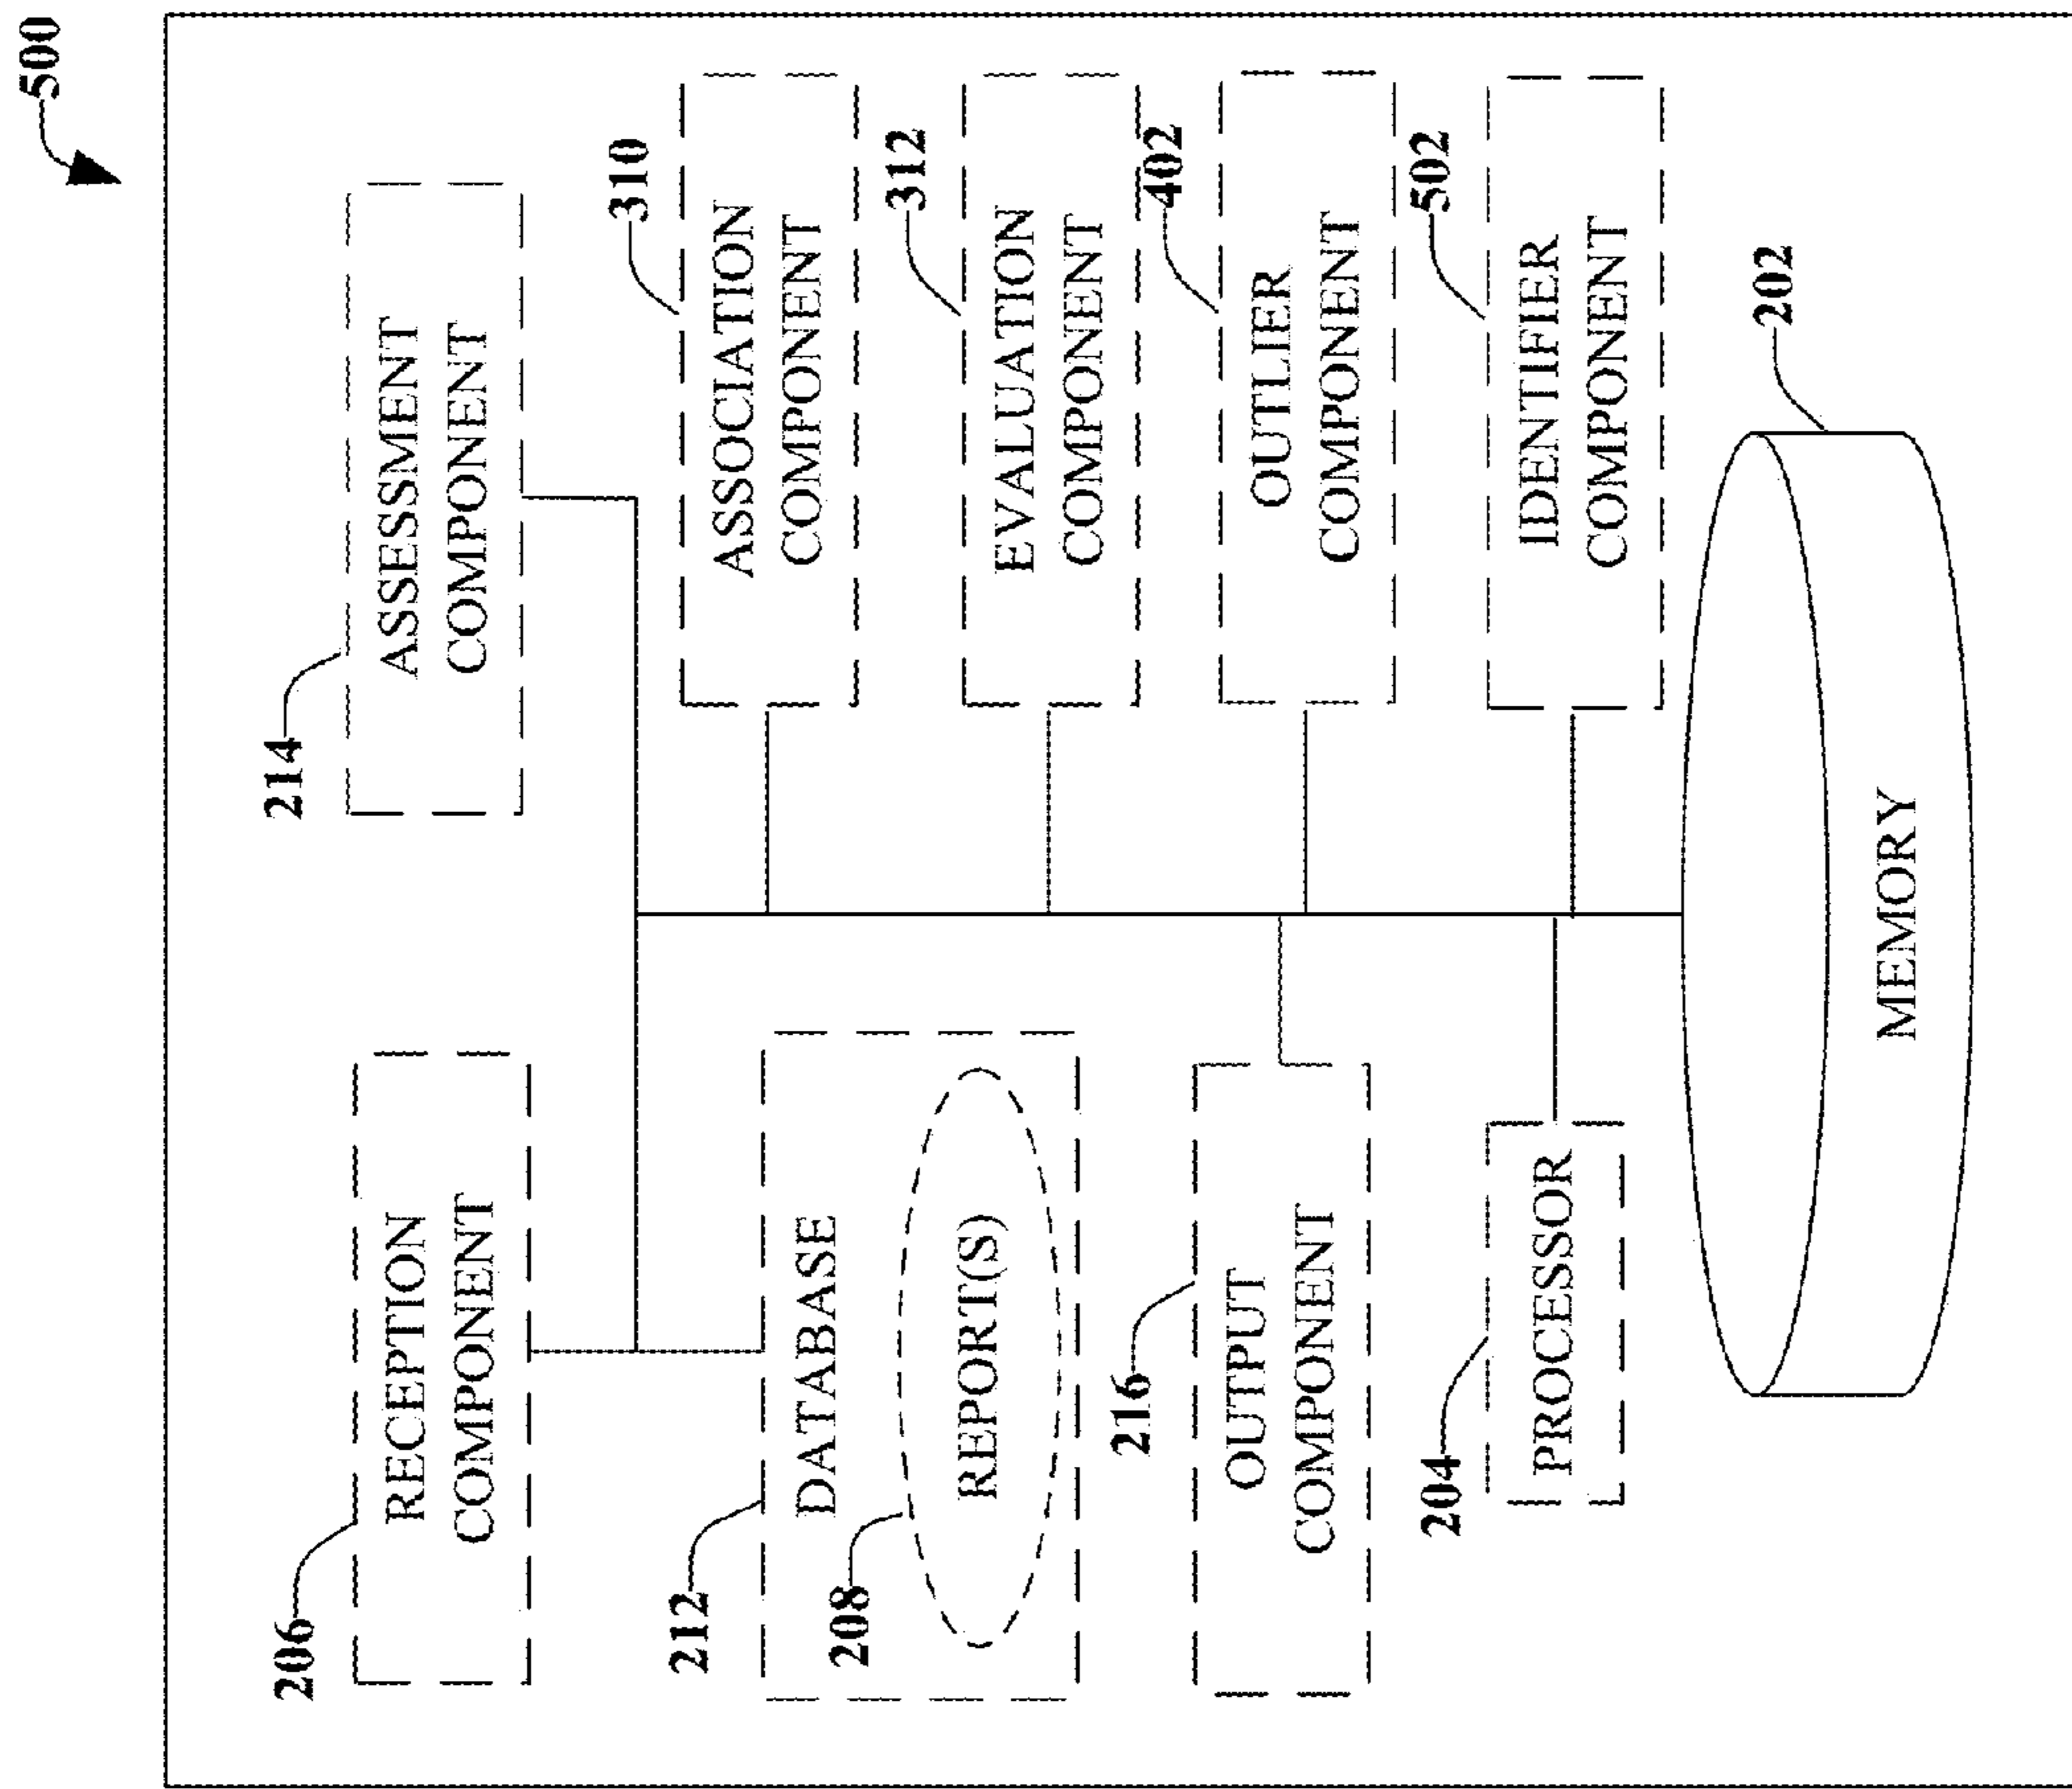 500
214
ASSESSMENT
COMPONENT
206
RECEPTION
COMPONENT
310
ASSOCIATION
COMPONENT
212
DATABASE
208
REPORT(S)
312
EVALUATION
COMPONENT
402
OUTLIER
COMPONENT
216
OUTPUT
COMPONENT
502
IDENTIFIER
COMPONENT
204
PROCESSOR
202
MEMORY